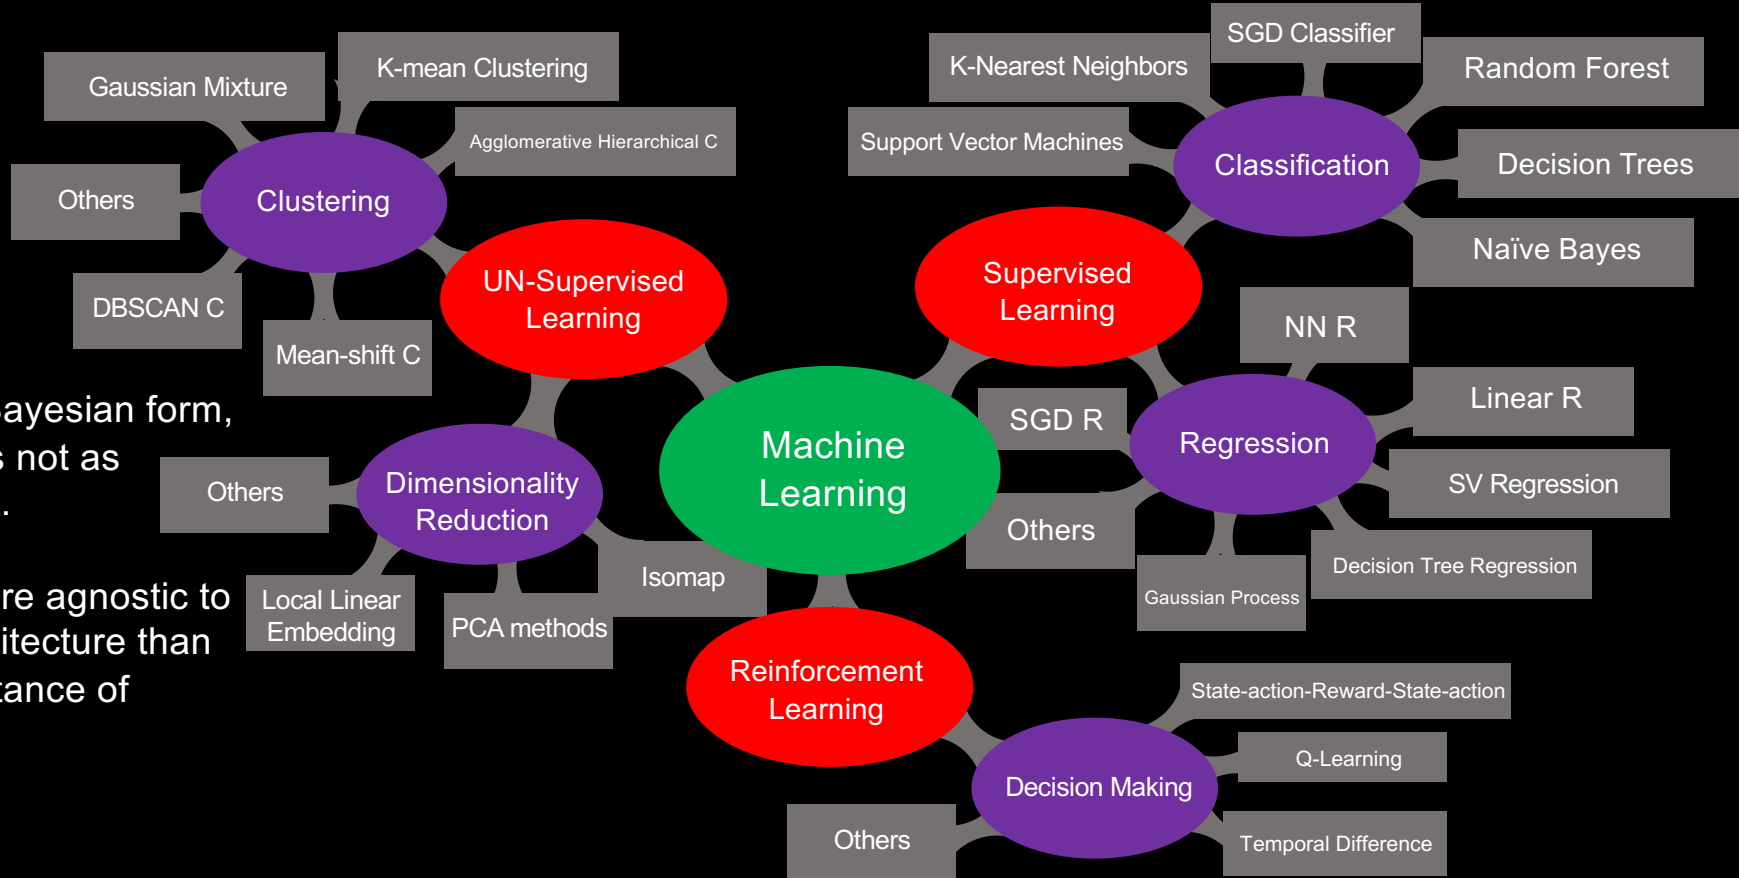 SGD Classifier
K-mean Clustering
K-Nearest Neighbors
Random Forest
Gaussian Mixture
Agglomerative Hierarchical C
Support Vector Machines
Classification
Decision Trees
Others
Clustering
Naïve Bayes
UN-Supervised
Learning
Supervised
Learning
DBSCAN C
Mean-shift C
NN R
Linear R
SGD R
Regression
Machine
Learning
SV Regression
Others
Decision Tree Regression
Gaussian Process
Bayesian form,
s not as
.
Others
Dimensionality
Reduction
Isomap
re agnostic to
itecture than
tance of
Local Linear
Embedding
PCA methods
Reinforcement
Learning
State-action-Reward-State-action
Q-Learning
Decision Making
Others
Temporal Difference